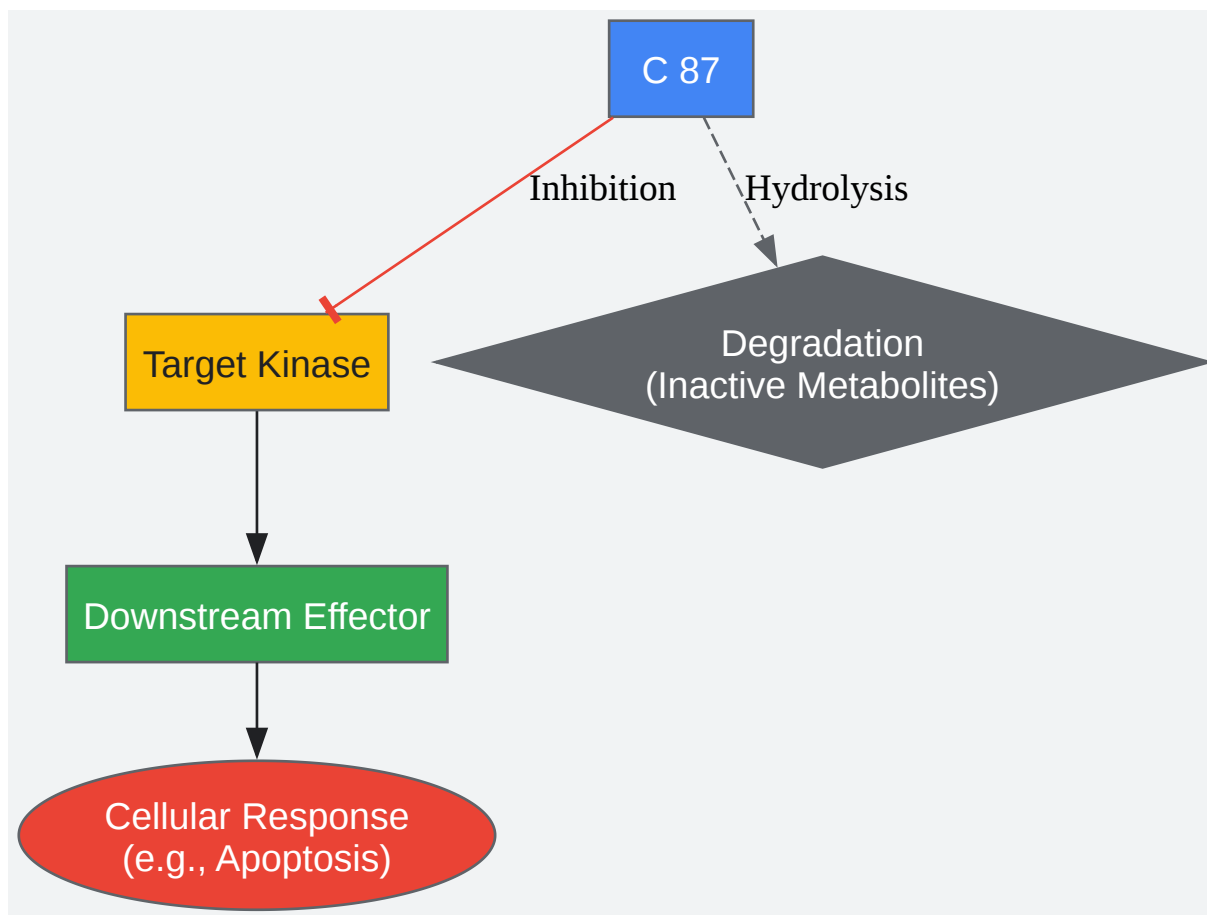 C 87
Inhibition
Hydrolysis
Target Kinase
Degradation
(Inactive Metabolites)
Downstream Effector
Cellular Response
(e.g., Apoptosis)